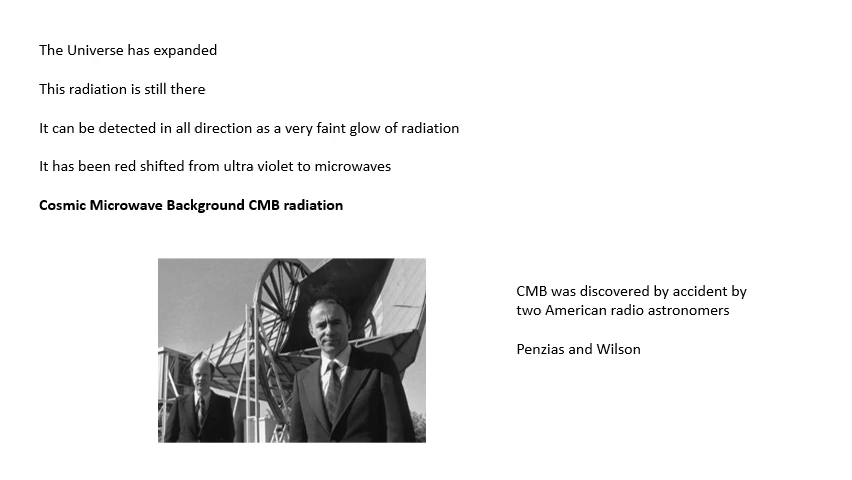 The Universe has expanded
This radiation is still there
It can be detected in all direction as a very faint glow of radiation
It has been red shifted from ultra violet to microwaves
Cosmic Microwave Background CMB radiation
CMB was discovered by accident by
two American radio astronomers
Penzias and Wilson